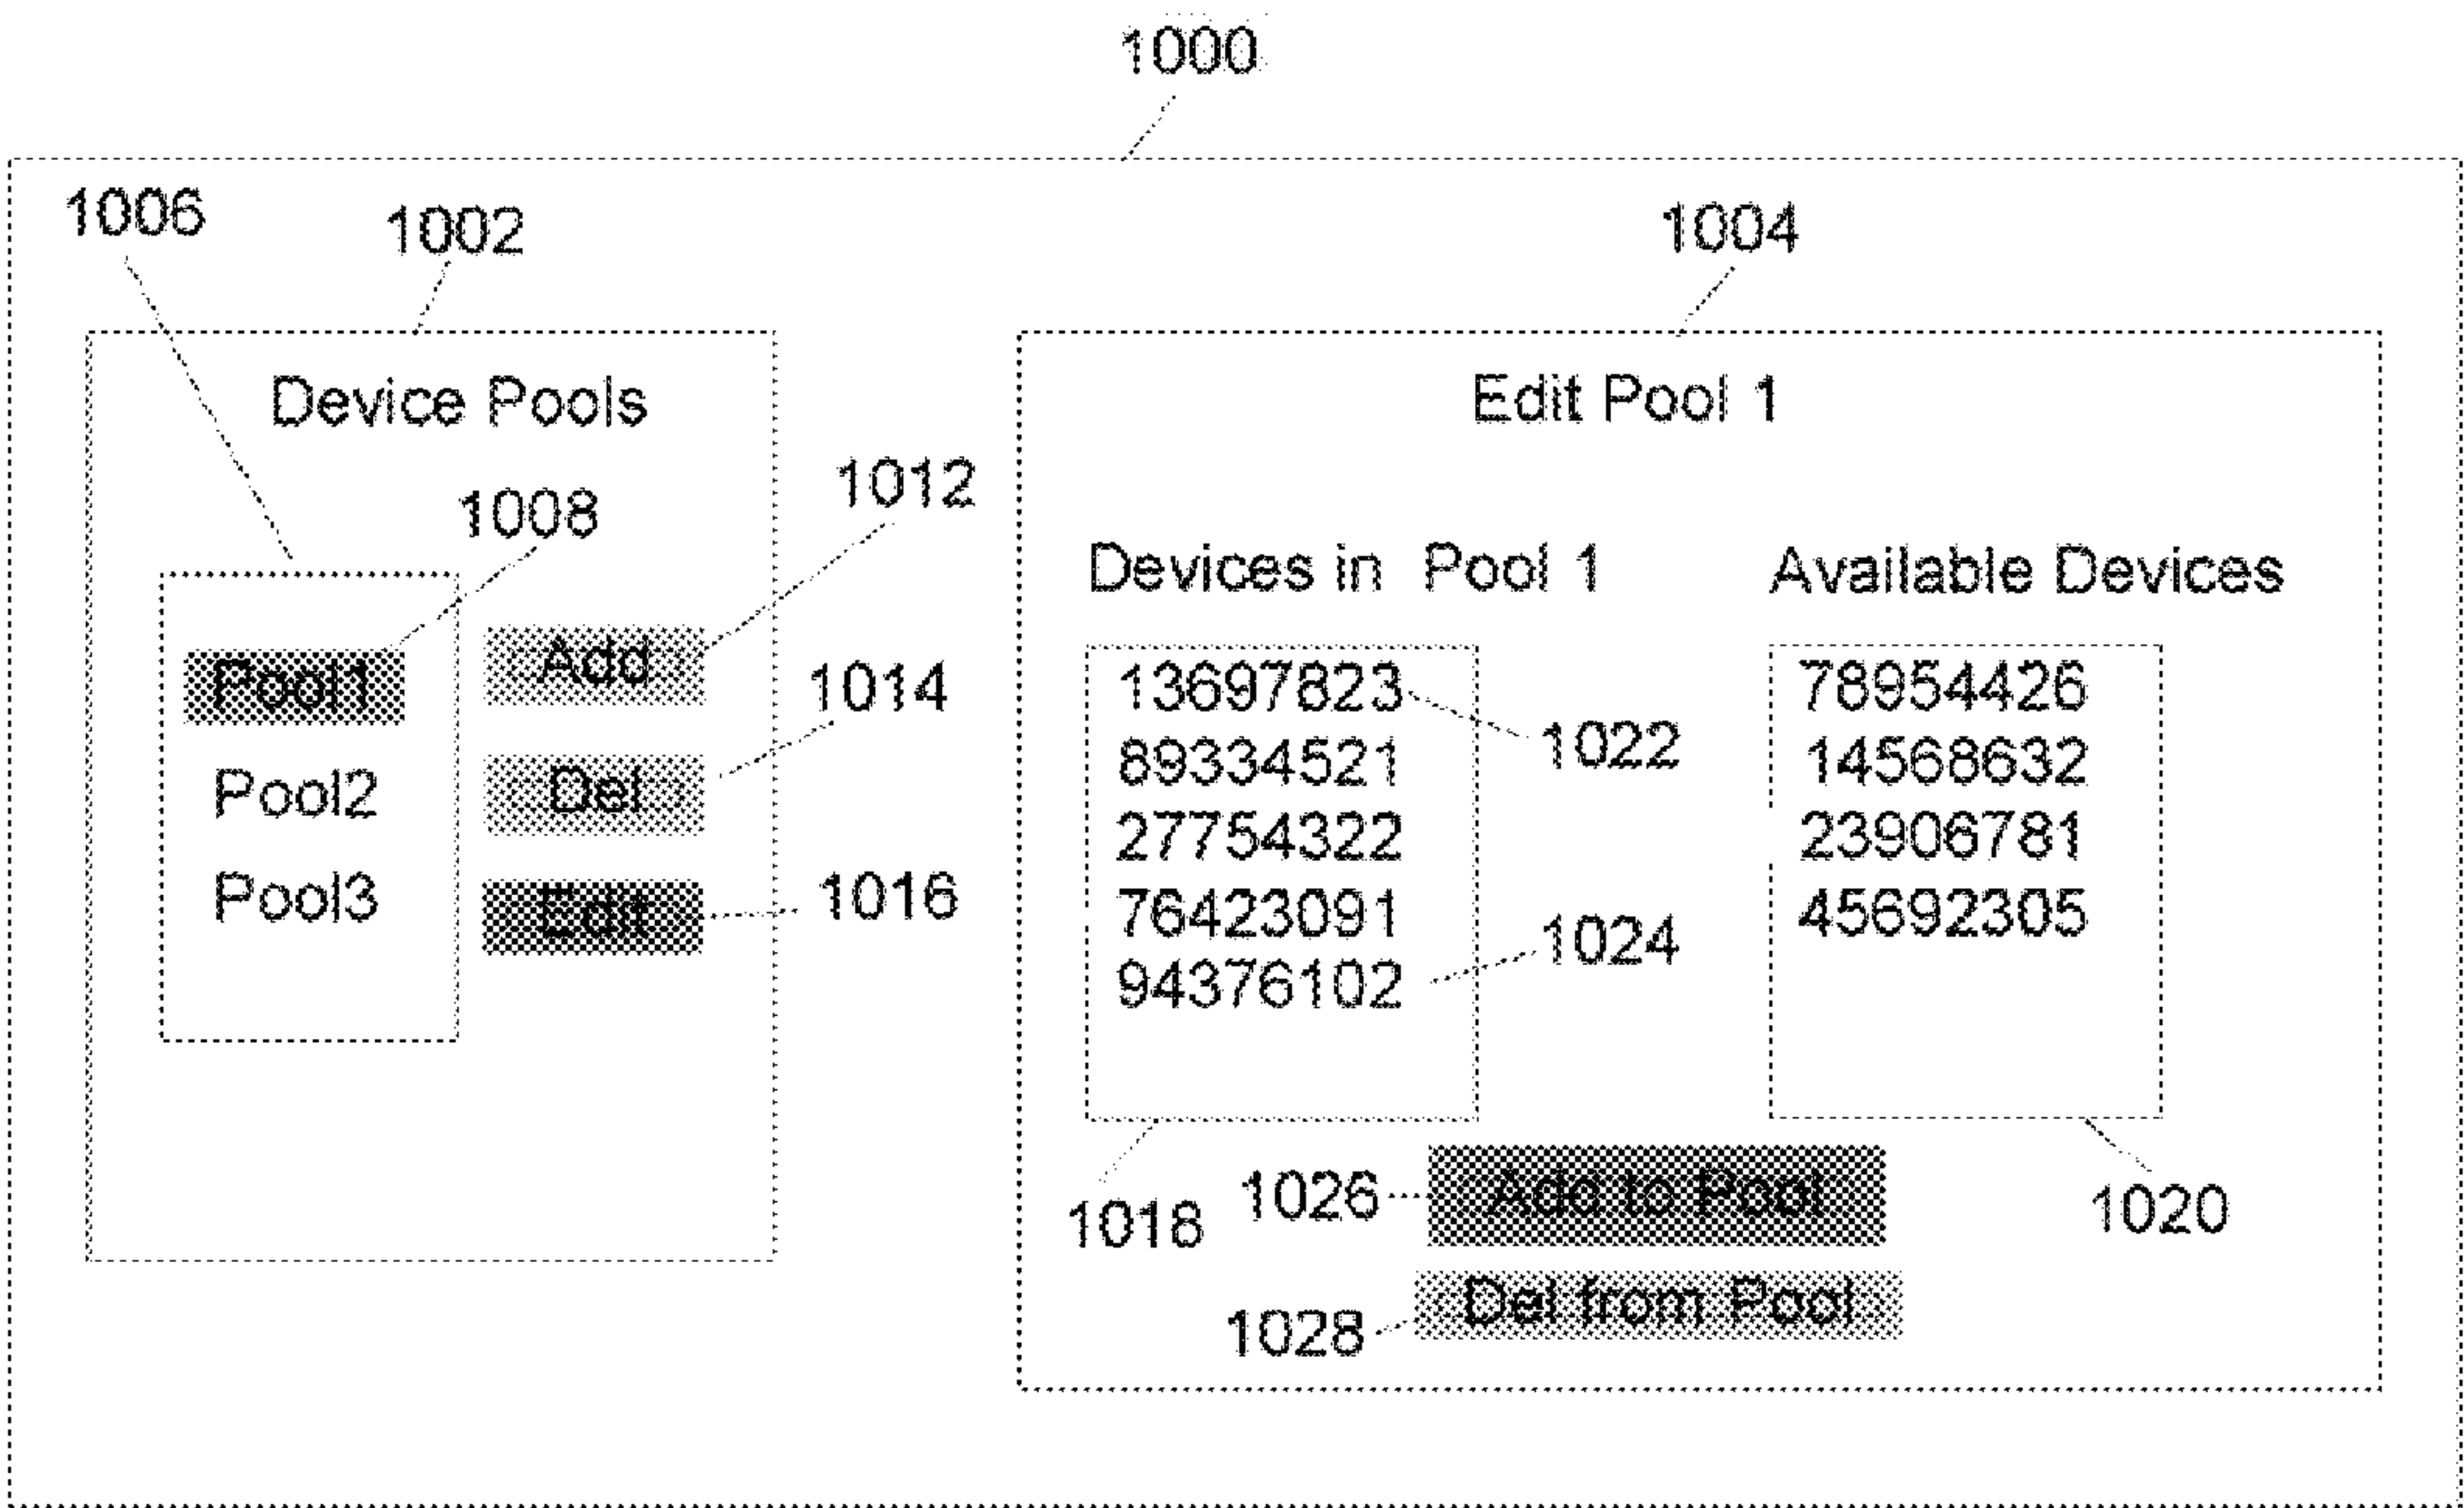 1000
1006
1002
1004
Device Pools
Edit Pool 1
1012
1008
Devices in Pool 1
Available Devices
Pool1
Add
1014
13697823
78954426
1022
Pool2
Del
89334521
14568632
27754322
23906781
Pool3
Edit
1016
76423091
1024
45692305
94376102
1018
1026
Add to Pool
1020
1028
Del from Pool